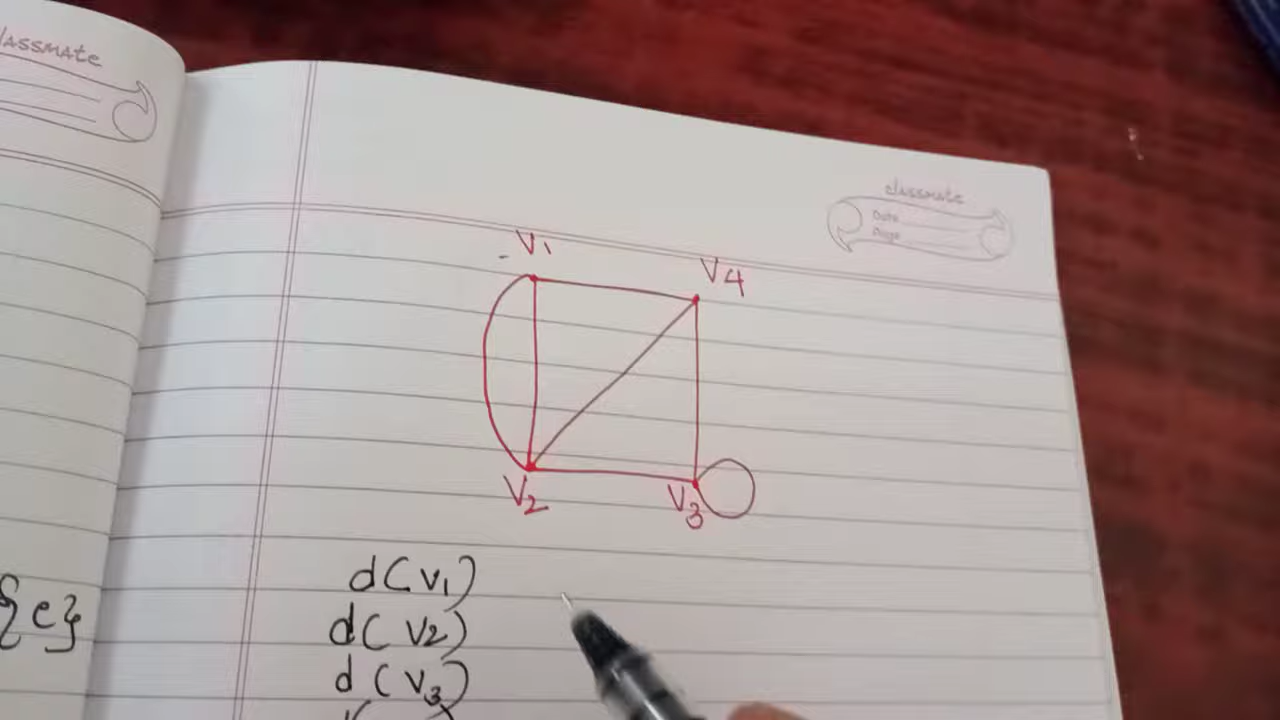 classmate
classmate
Date
Page
V1
V4
V2
V3
{e}
d(V1)
d(V2)
d(V3)